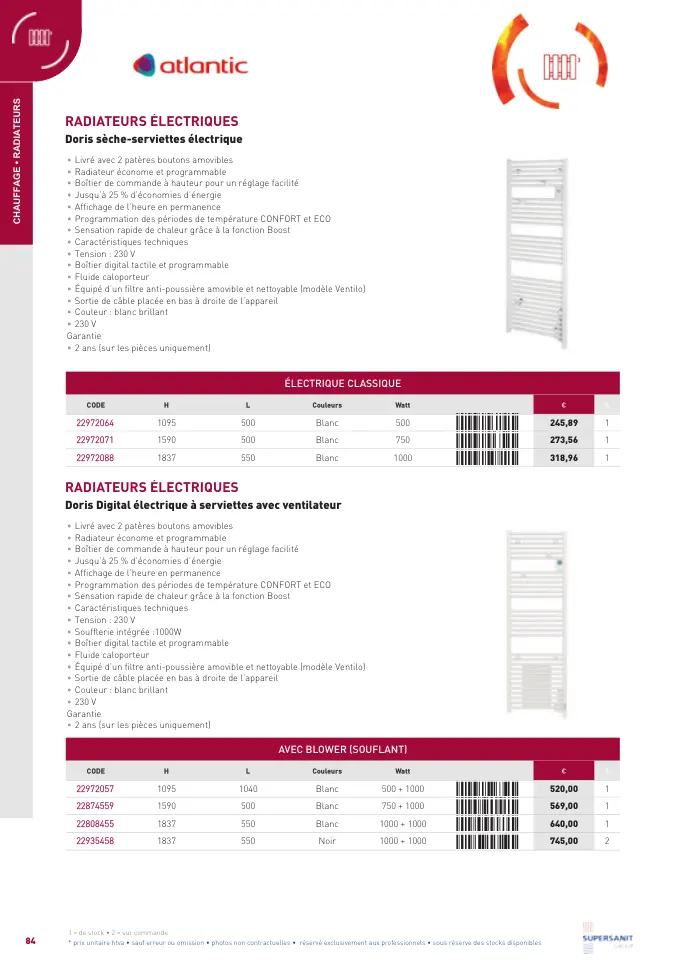 atlantic
CHAUFFAGE • RADIATEURS
RADIATEURS ÉLECTRIQUES
Doris sèche-serviettes électrique
• Livré avec 2 patères boutons amovibles
• Radiateur économe et programmable
• Boîtier de commande à hauteur pour un réglage facilité
• Jusqu'à 25 % d'économies d'énergie
• Affichage de l'heure en permanence
• Programmation des périodes de température CONFORT et ECO
• Sensation rapide de chaleur grâce à la fonction Boost
• Caractéristiques techniques
• Tension : 230 V
• Boîtier digital tactile et programmable
• Fluide caloporteur
• Équipé d'un filtre anti-poussière amovible et nettoyable (modèle Ventilo)
• Sortie de câble placée en bas à droite de l'appareil
• Couleur : blanc brillant
• 230 V
Garantie
• 2 ans (sur les pièces uniquement)
ÉLECTRIQUE CLASSIQUE
CODE H L Couleurs Watt €
22972064 1095 500 Blanc 500 245,89 1
22972071 1590 500 Blanc 750 273,56 1
22972088 1837 550 Blanc 1000 318,96 1
RADIATEURS ÉLECTRIQUES
Doris Digital électrique à serviettes avec ventilateur
• Livré avec 2 patères boutons amovibles
• Radiateur économe et programmable
• Boîtier de commande à hauteur pour un réglage facilité
• Jusqu'à 25 % d'économies d'énergie
• Affichage de l'heure en permanence
• Programmation des périodes de température CONFORT et ECO
• Sensation rapide de chaleur grâce à la fonction Boost
• Caractéristiques techniques
• Tension : 230 V
• Soufflerie intégrée :1000W
• Boîtier digital tactile et programmable
• Fluide caloporteur
• Équipé d'un filtre anti-poussière amovible et nettoyable (modèle Ventilo)
• Sortie de câble placée en bas à droite de l'appareil
• Couleur : blanc brillant
• 230 V
Garantie
• 2 ans (sur les pièces uniquement)
AVEC BLOWER (SOUFLANT)
CODE H L Couleurs Watt €
22972057 1095 1040 Blanc 500 + 1000 520,00 1
22874559 1590 500 Blanc 750 + 1000 569,00 1
22808455 1837 550 Blanc 1000 + 1000 640,00 1
22935458 1837 550 Noir 1000 + 1000 745,00 2
1 = de stock • 2 = sur commande
84
* prix unitaire htva • sauf erreur ou omission • photos non contractuelles • réservé exclusivement aux professionnels • sous réserve des stocks disponibles
SUPERSANIT
GROUP